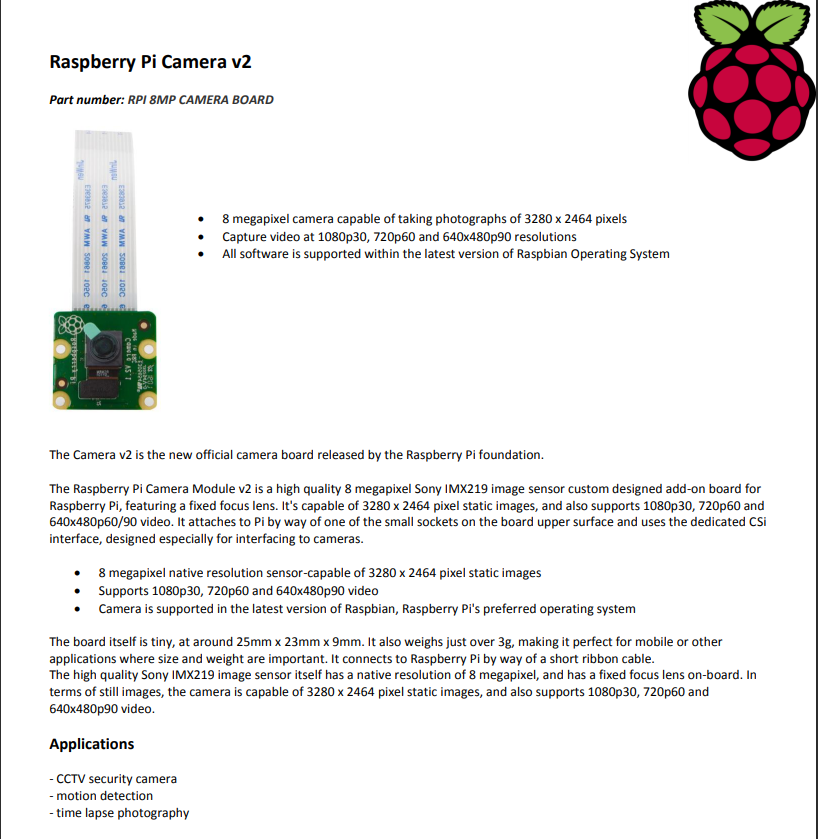 Raspberry Pi Camera v2
Part number: RPI 8MP CAMERA BOARD
• 8 megapixel camera capable of taking photographs of 3280 x 2464 pixels
• Capture video at 1080p30, 720p60 and 640x480p90 resolutions
• All software is supported within the latest version of Raspbian Operating System
The Camera v2 is the new official camera board released by the Raspberry Pi foundation.
The Raspberry Pi Camera Module v2 is a high quality 8 megapixel Sony IMX219 image sensor custom designed add-on board for
Raspberry Pi, featuring a fixed focus lens. It's capable of 3280 x 2464 pixel static images, and also supports 1080p30, 720p60 and
640x480p60/90 video. It attaches to Pi by way of one of the small sockets on the board upper surface and uses the dedicated CSi
interface, designed especially for interfacing to cameras.
• 8 megapixel native resolution sensor-capable of 3280 x 2464 pixel static images
• Supports 1080p30, 720p60 and 640x480p90 video
• Camera is supported in the latest version of Raspbian, Raspberry Pi's preferred operating system
The board itself is tiny, at around 25mm x 23mm x 9mm. It also weighs just over 3g, making it perfect for mobile or other
applications where size and weight are important. It connects to Raspberry Pi by way of a short ribbon cable.
The high quality Sony IMX219 image sensor itself has a native resolution of 8 megapixel, and has a fixed focus lens on-board. In
terms of still images, the camera is capable of 3280 x 2464 pixel static images, and also supports 1080p30, 720p60 and
640x480p90 video.
Applications
- CCTV security camera
- motion detection
- time lapse photography